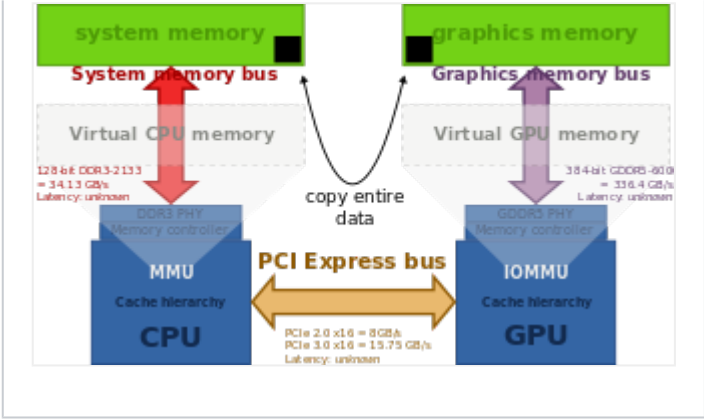 system memory
graphics memory
System memory bus
Graphics memory bus
Virtual CPU memory
Virtual GPU memory
128-bit DDR3-2133
= 34.13 GB/s
Latency: unknown
384-bit GDDR5-600
= 336.4 GB/s
Latency: unknown
copy entire
data
DDR3 PHY
Memory controller
GDDR5 PHY
Memory controller
MMU
PCI Express bus
IOMMU
Cache hierarchy
Cache hierarchy
CPU
GPU
PCIe 2.0 x16 = 8GB/s
PCIe 3.0 x16 = 15.75 GB/s
Latency: unknown